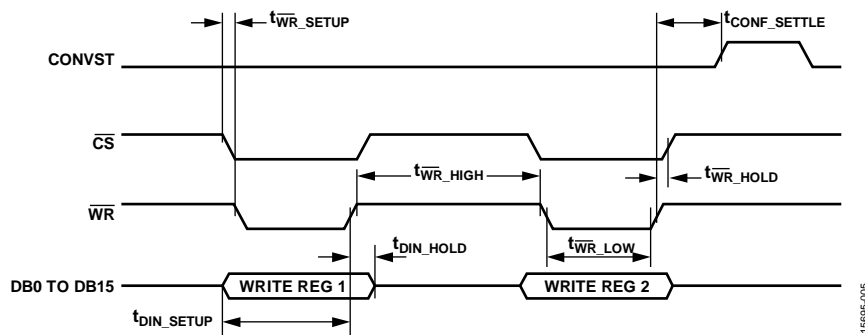 tWR_SETUP
tCONF_SETTLE
CONVST
CS
tWR_HIGH
tWR_HOLD
WR
tDIN_HOLD
tWR_LOW
DB0 TO DB15
WRITE REG 1
WRITE REG 2
tDIN_SETUP
15695-005